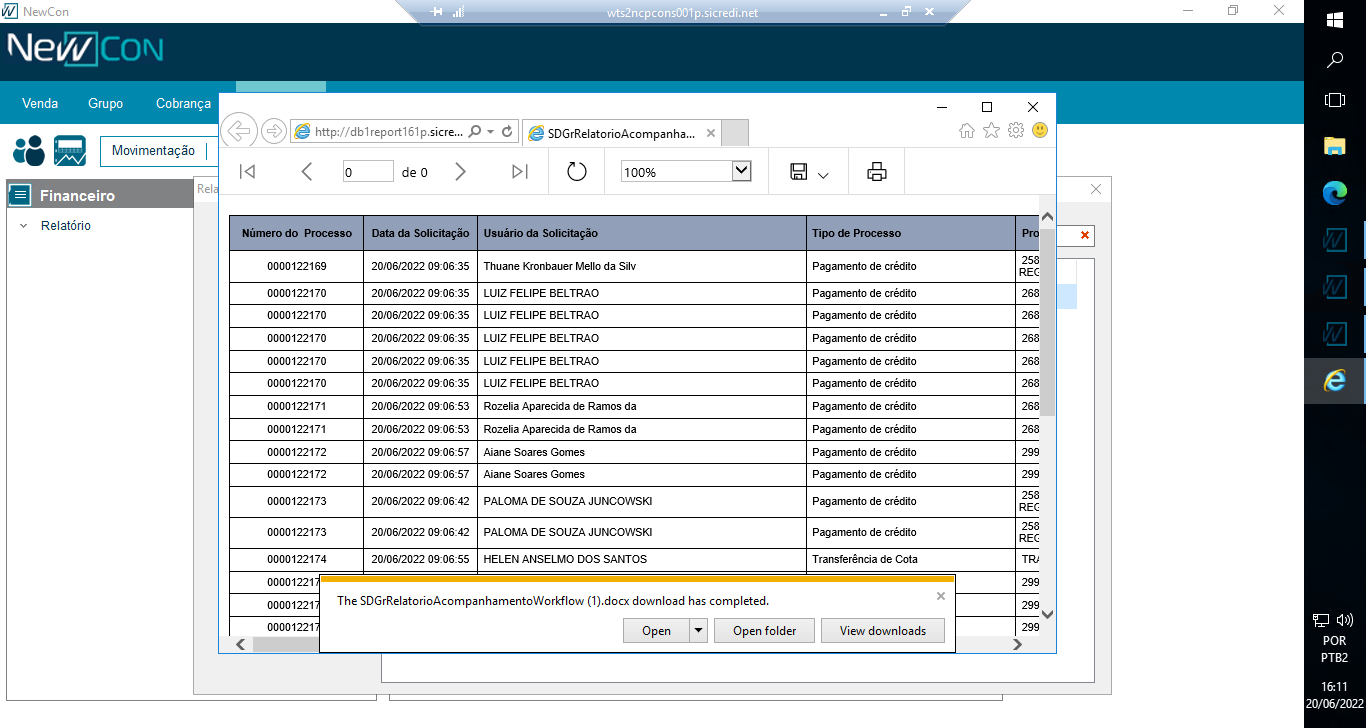 NewCon
wts2ncpcons001p.sicredi.net
NewCon
Venda Grupo Cobrança
http://db1report161p.sicre...
SDGrRelatorioAcompanha...
Movimentação
0 de 0
100%
Financeiro
Rela
Relatório
Número do Processo Data da Solicitação Usuário da Solicitação Tipo de Processo Pro
0000122169 20/06/2022 09:06:35 Thuane Kronbauer Mello da Silv Pagamento de crédito 258
REG
0000122170 20/06/2022 09:06:35 LUIZ FELIPE BELTRAO Pagamento de crédito 268
0000122170 20/06/2022 09:06:35 LUIZ FELIPE BELTRAO Pagamento de crédito 268
0000122170 20/06/2022 09:06:35 LUIZ FELIPE BELTRAO Pagamento de crédito 268
0000122170 20/06/2022 09:06:35 LUIZ FELIPE BELTRAO Pagamento de crédito 268
0000122170 20/06/2022 09:06:35 LUIZ FELIPE BELTRAO Pagamento de crédito 268
0000122171 20/06/2022 09:06:53 Rozelia Aparecida de Ramos da Pagamento de crédito 268
0000122171 20/06/2022 09:06:53 Rozelia Aparecida de Ramos da Pagamento de crédito 268
0000122172 20/06/2022 09:06:57 Aiane Soares Gomes Pagamento de crédito 299
0000122172 20/06/2022 09:06:57 Aiane Soares Gomes Pagamento de crédito 299
0000122173 20/06/2022 09:06:42 PALOMA DE SOUZA JUNCOWSKI Pagamento de crédito 258
REG
0000122173 20/06/2022 09:06:42 PALOMA DE SOUZA JUNCOWSKI Pagamento de crédito 258
REG
0000122174 20/06/2022 09:06:55 HELEN ANSELMO DOS SANTOS Transferência de Cota TRA
000012217 299
000012217 299
000012217 299
The SDGrRelatorioAcompanhamentoWorkflow (1).docx download has completed.
Open Open folder View downloads
POR
PTB2
16:11
20/06/2022